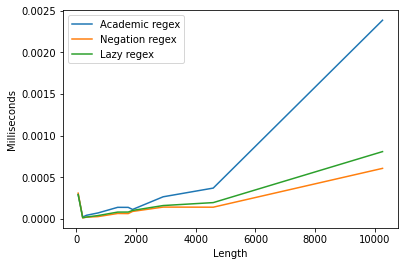 Academic regex
Negation regex
Lazy regex
0.0025
0.0020
0.0015
0.0010
0.0005
0.0000
Milliseconds
0 2000 4000 6000 8000 10000
Length